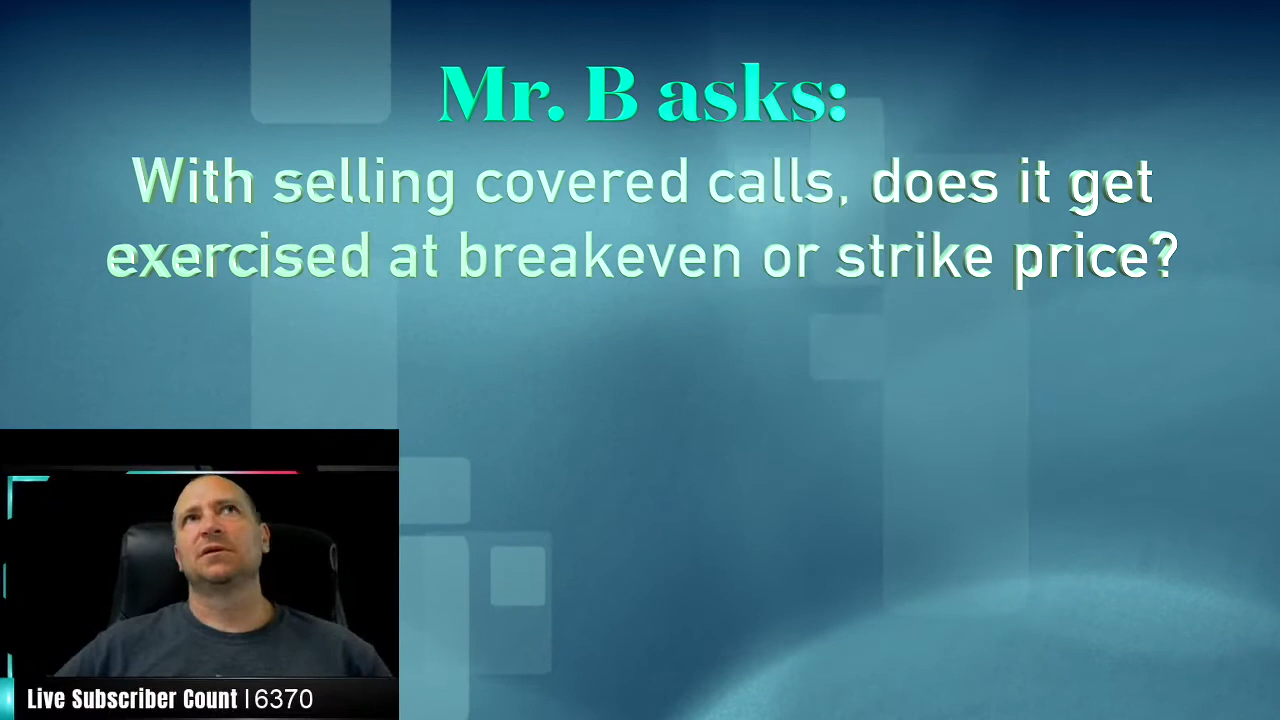 Mr. B asks:
With selling covered calls, does it get
exercised at breakeven or strike price?
Live Subscriber Count | 6370